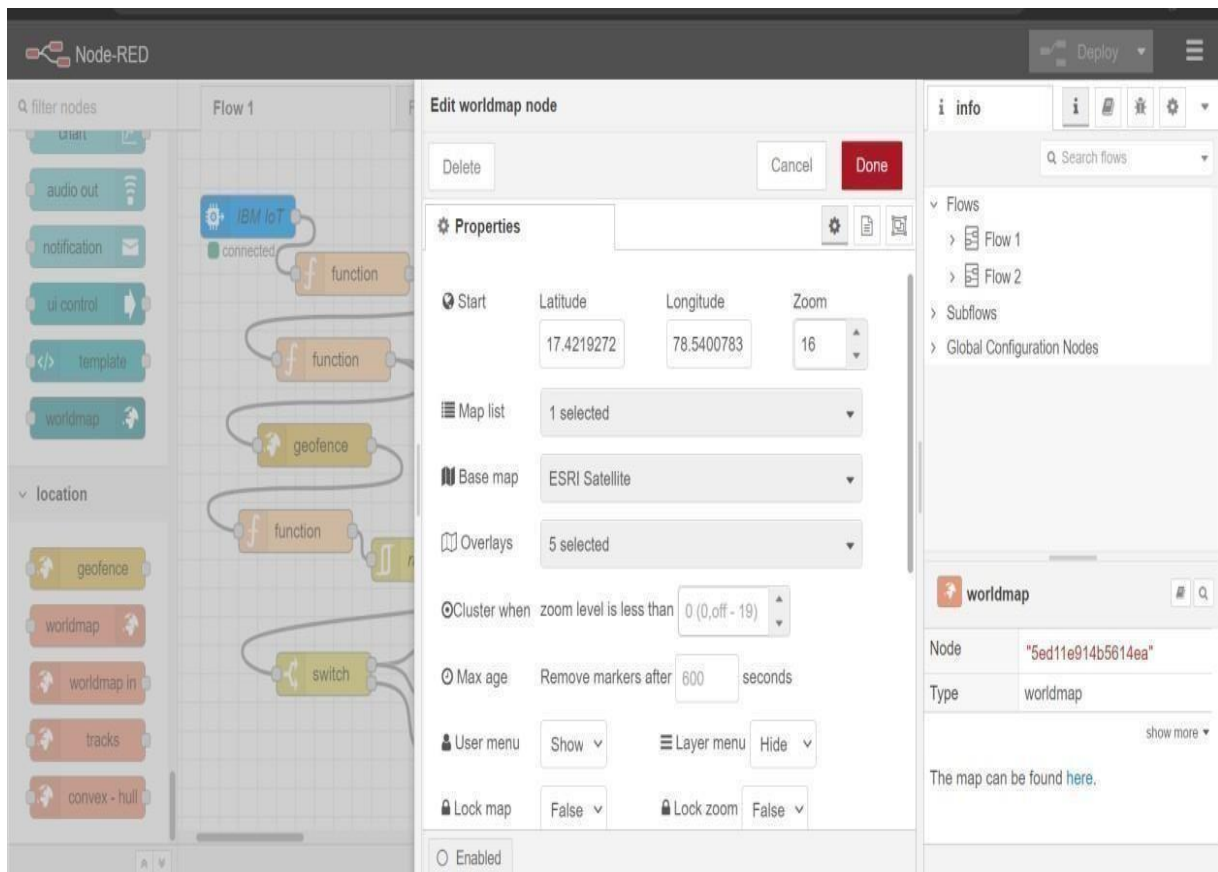 Node-RED
Deploy
filter nodes
Flow 1
chart
audio out
notification
ui control
template
worldmap
location
geofence
worldmap
worldmap in
tracks
convex - hull
IBM IoT
connected
function
function
geofence
function
switch
Edit worldmap node
Delete
Cancel
Done
Properties
Start
Latitude
Longitude
Zoom
17.4219272
78.5400783
16
Map list
1 selected
Base map
ESRI Satellite
Overlays
5 selected
Cluster when zoom level is less than 0 (0,off - 19)
Max age
Remove markers after 600 seconds
User menu
Show
Layer menu
Hide
Lock map
False
Lock zoom
False
Enabled
i info
i
Search flows
Flows
Flow 1
Flow 2
Subflows
Global Configuration Nodes
worldmap
Node
"5ed11e914b5614ea"
Type
worldmap
show more
The map can be found here.